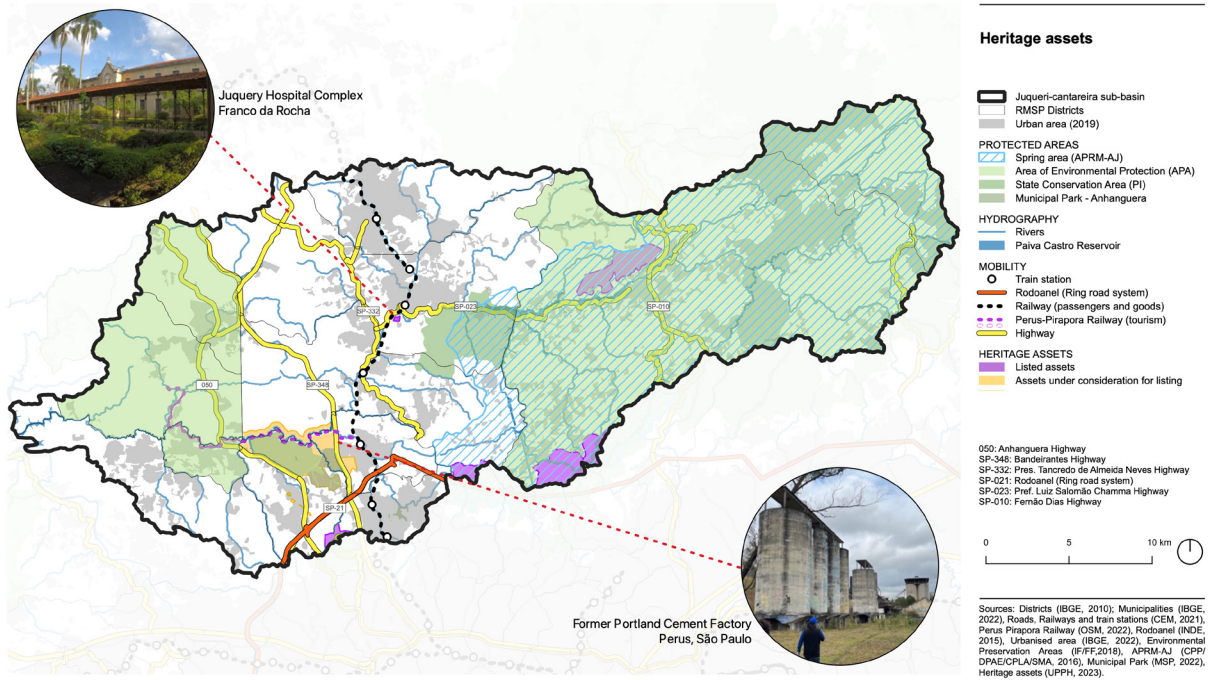 Heritage assets
Juqueri-cantareira sub-basin
RMSP Districts
Urban area (2019)
PROTECTED AREAS
Spring area (APRM-AJ)
Area of Environmental Protection (APA)
State Conservation Area (PI)
Municipal Park - Anhanguera
HYDROGRAPHY
Rivers
Paiva Castro Reservoir
MOBILITY
Train station
Rodoanel (Ring road system)
Railway (passengers and goods)
Perus-Pirapora Railway (tourism)
Highway
HERITAGE ASSETS
Listed assets
Assets under consideration for listing
050: Anhanguera Highway
SP-348: Bandeirantes Highway
SP-332: Pres. Tancredo de Almeida Neves Highway
SP-021: Rodoanel (Ring road system)
SP-023: Pref. Luiz Salomão Chamma Highway
SP-010: Fernão Dias Highway
0 5 10 km
Sources: Districts (IBGE, 2010); Municipalities (IBGE,
2022), Roads, Railways and train stations (CEM, 2021),
Perus Pirapora Railway (OSM, 2022), Rodoanel (INDE,
2015), Urbanised area (IBGE, 2022), Environmental
Preservation Areas (IF/FF,2018), APRM-AJ (CPP/
DPAE/CPLA/SMA, 2016), Municipal Park (MSP, 2022),
Heritage assets (UPPH, 2023).
Juquery Hospital Complex
Franco da Rocha
SP-332
SP-023
SP-010
050
SP-348
SP-21
Former Portland Cement Factory
Perus, São Paulo